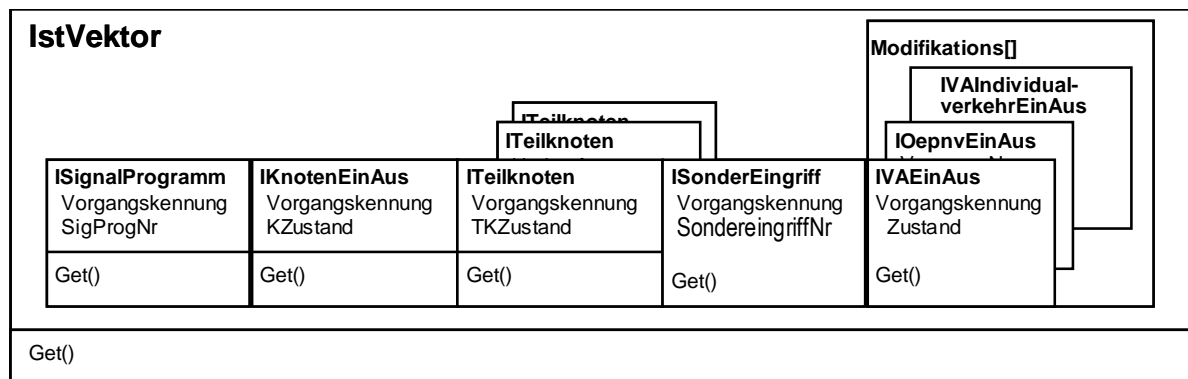 IstVektor
Modifikations[]
IVAIndividual-
verkehrEinAus
ITeilknoten
ITeilknoten
IOepnvEinAus
ISignalProgramm
Vorgangskennung
SigProgNr
Get()
IKnotenEinAus
Vorgangskennung
KZustand
Get()
ITeilknoten
Vorgangskennung
TKZustand
Get()
ISonderEingriff
Vorgangskennung
SondereingriffNr
Get()
IVAEinAus
Vorgangskennung
Zustand
Get()
Get()